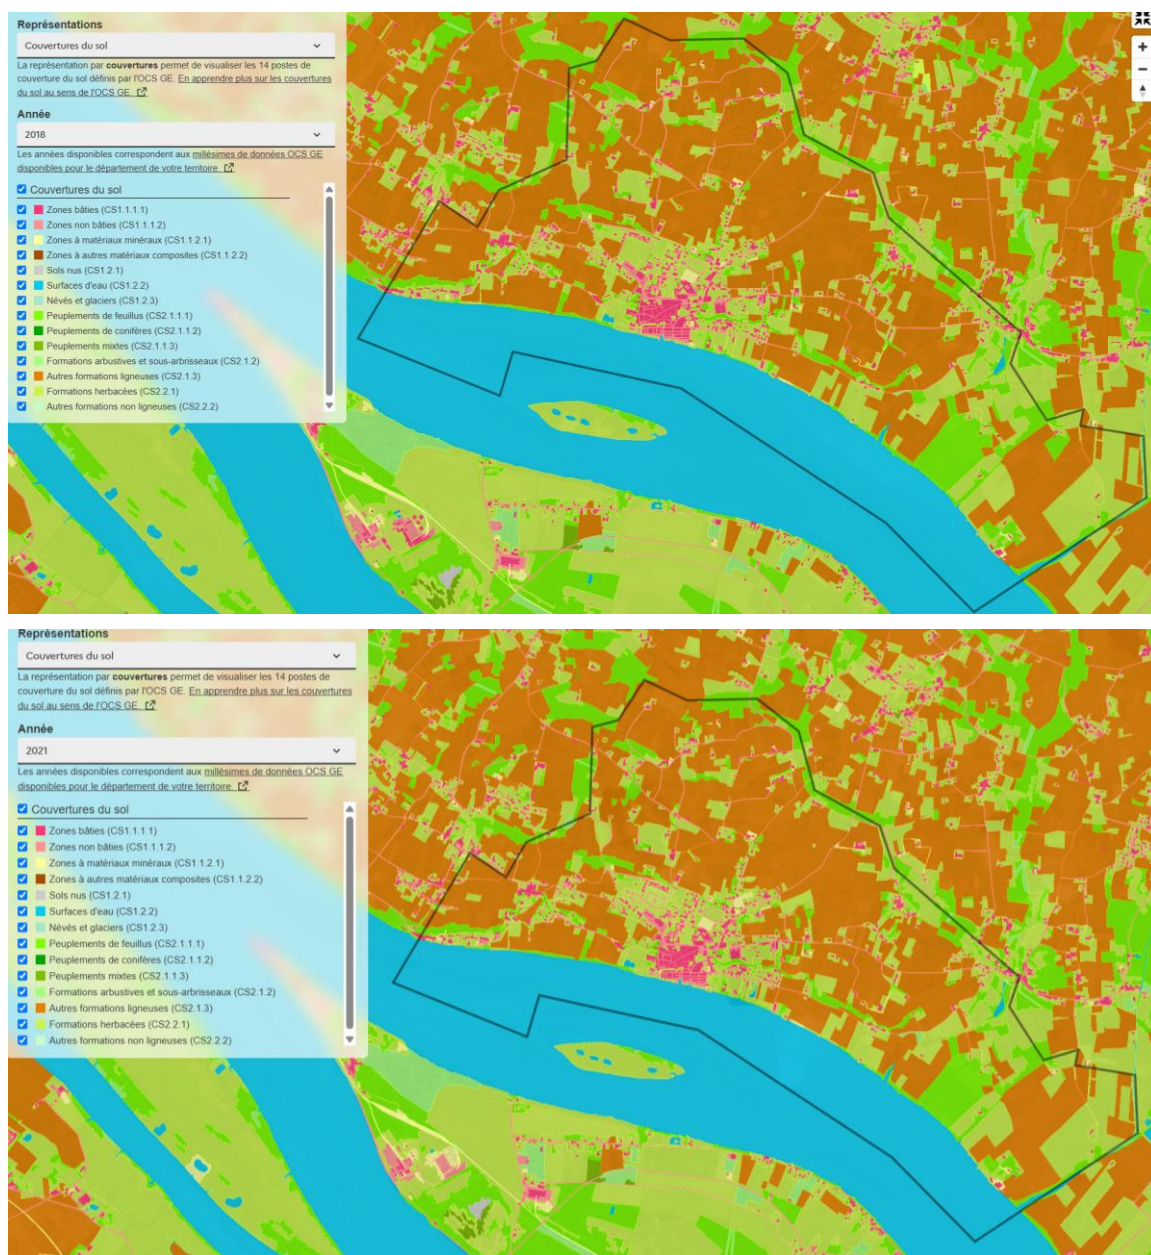 Représentations
Couvertures du sol
La représentation par couvertures permet de visualiser les 14 postes de
couverture du sol définis par l'OCS GE. En apprendre plus sur les couvertures
du sol au sens de l'OCS GE.
Année
2018
Les années disponibles correspondent aux millésimes de données OCS GE
disponibles pour le département de votre territoire.
Couvertures du sol
Zones bâties (CS1.1.1.1)
Zones non bâties (CS1.1.1.2)
Zones à matériaux minéraux (CS1.1.2.1)
Zones à autres matériaux composites (CS1.1.2.2)
Sols nus (CS1.2.1)
Surfaces d'eau (CS1.2.2)
Névés et glaciers (CS1.2.3)
Peuplements de feuillus (CS2.1.1.1)
Peuplements de conifères (CS2.1.1.2)
Peuplements mixtes (CS2.1.1.3)
Formations arbustives et sous-arbrisseaux (CS2.1.2)
Autres formations ligneuses (CS2.1.3)
Formations herbacées (CS2.2.1)
Autres formations non ligneuses (CS2.2.2)
Représentations
Couvertures du sol
La représentation par couvertures permet de visualiser les 14 postes de
couverture du sol définis par l'OCS GE. En apprendre plus sur les couvertures
du sol au sens de l'OCS GE.
Année
2021
Les années disponibles correspondent aux millésimes de données OCS GE
disponibles pour le département de votre territoire.
Couvertures du sol
Zones bâties (CS1.1.1.1)
Zones non bâties (CS1.1.1.2)
Zones à matériaux minéraux (CS1.1.2.1)
Zones à autres matériaux composites (CS1.1.2.2)
Sols nus (CS1.2.1)
Surfaces d'eau (CS1.2.2)
Névés et glaciers (CS1.2.3)
Peuplements de feuillus (CS2.1.1.1)
Peuplements de conifères (CS2.1.1.2)
Peuplements mixtes (CS2.1.1.3)
Formations arbustives et sous-arbrisseaux (CS2.1.2)
Autres formations ligneuses (CS2.1.3)
Formations herbacées (CS2.2.1)
Autres formations non ligneuses (CS2.2.2)